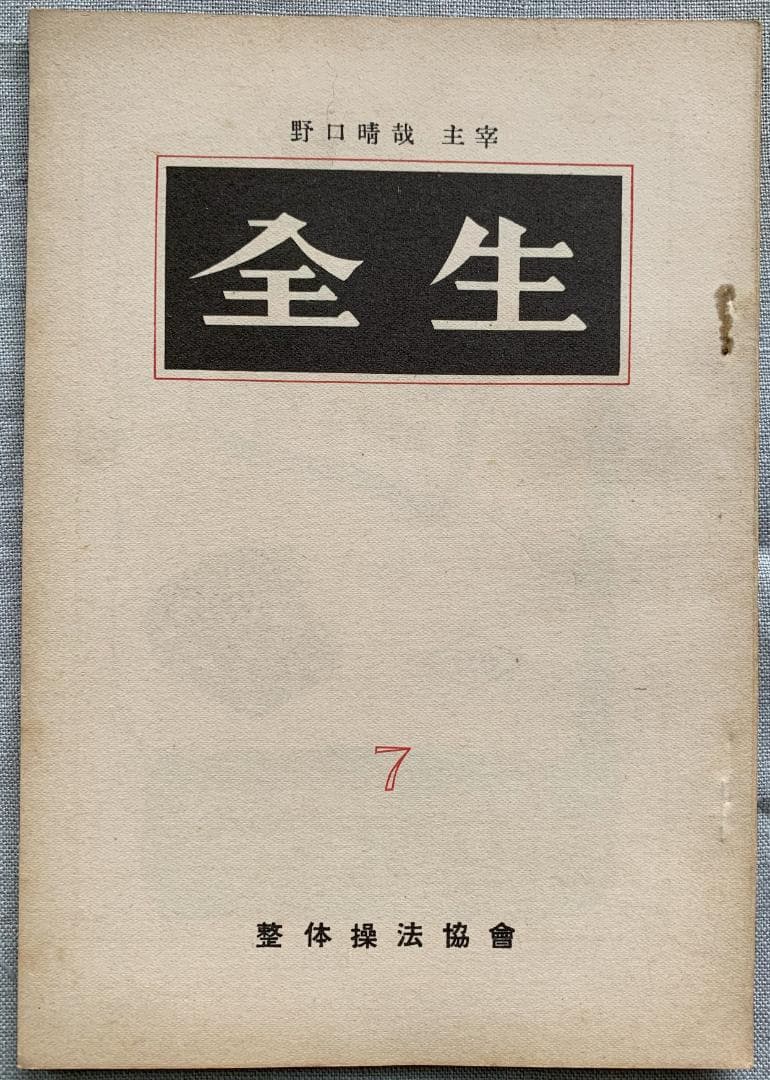 野口晴哉 主宰
全生
7
整体操法協會